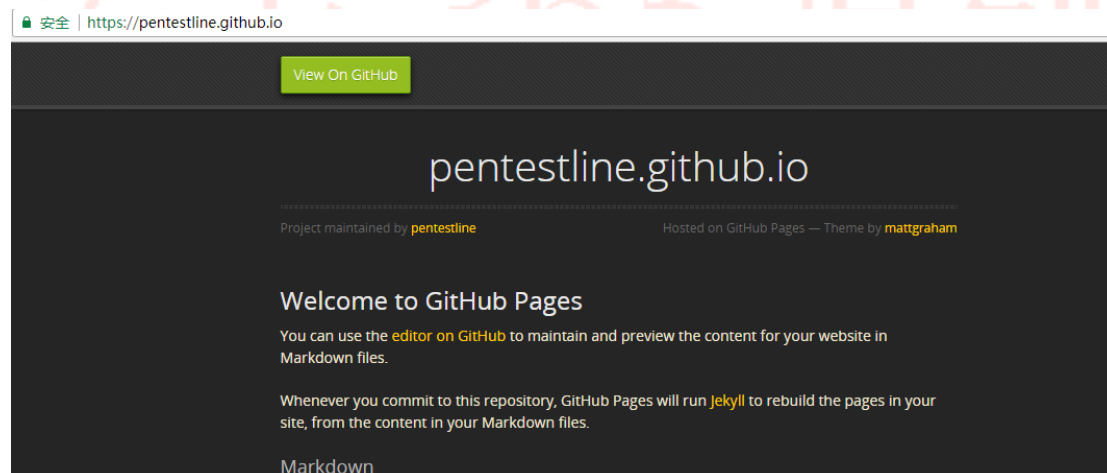 安全 | https://pentestline.github.io
View On GitHub
pentestline.github.io
Project maintained by pentestline
Hosted on GitHub Pages — Theme by mattgraham
Welcome to GitHub Pages
You can use the editor on GitHub to maintain and preview the content for your website in
Markdown files.
Whenever you commit to this repository, GitHub Pages will run Jekyll to rebuild the pages in your
site, from the content in your Markdown files.
Markdown